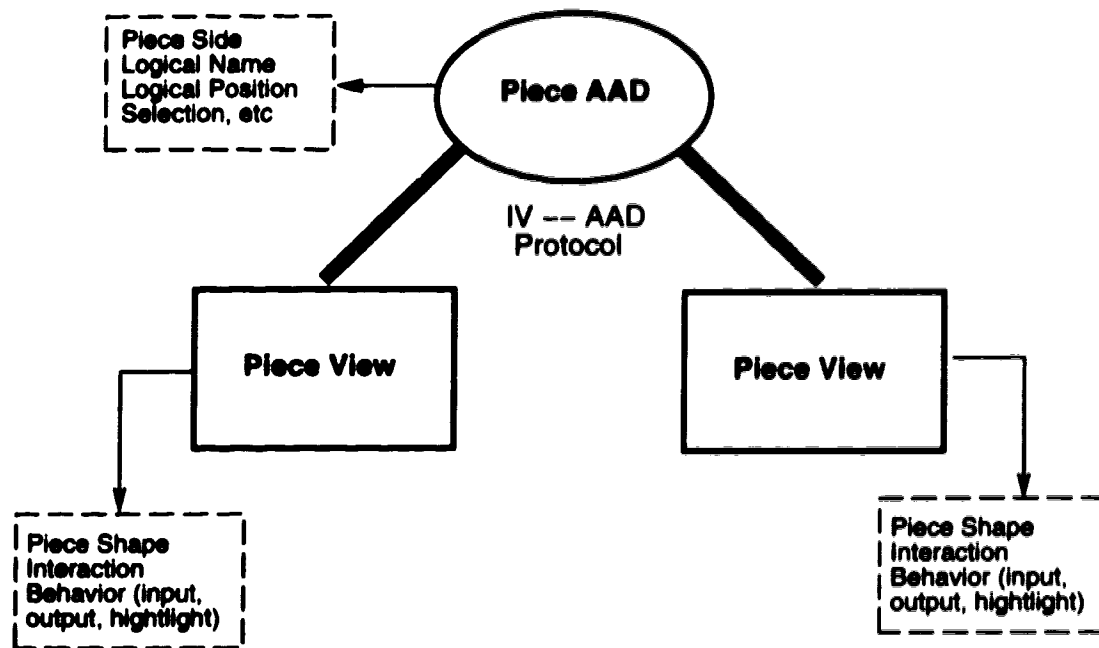 Piece Side
Logical Name
Logical Position
Selection, etc
Piece AAD
IV -- AAD
Protocol
Piece View
Piece View
Piece Shape
Interaction
Behavior (input,
output, hightlight)
Piece Shape
Interaction
Behavior (input,
output, hightlight)